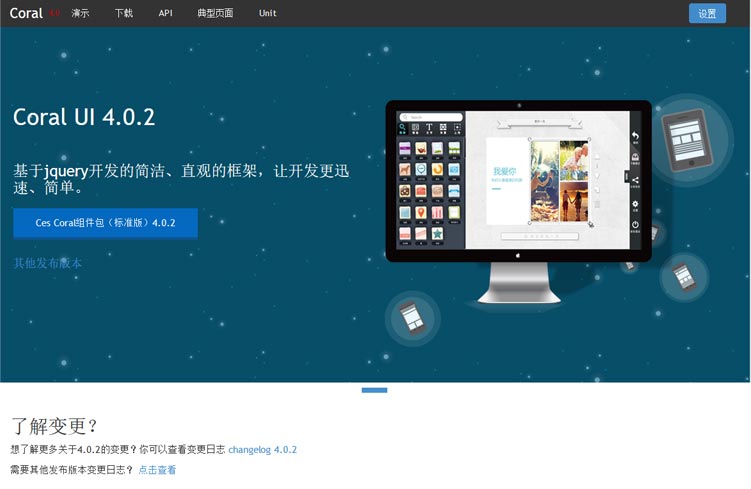 Coral 4.0 演示 下载 API 典型页面 Unit 设置
Coral UI 4.0.2
基于jquery开发的简洁、直观的框架，让开发更迅
速、简单。
Ces Coral组件包（标准版）4.0.2
其他发布版本
我爱你
了解变更？
想了解更多关于4.0.2的变更？你可以查看变更日志 changelog 4.0.2
需要其他发布版本变更日志？ 点击查看